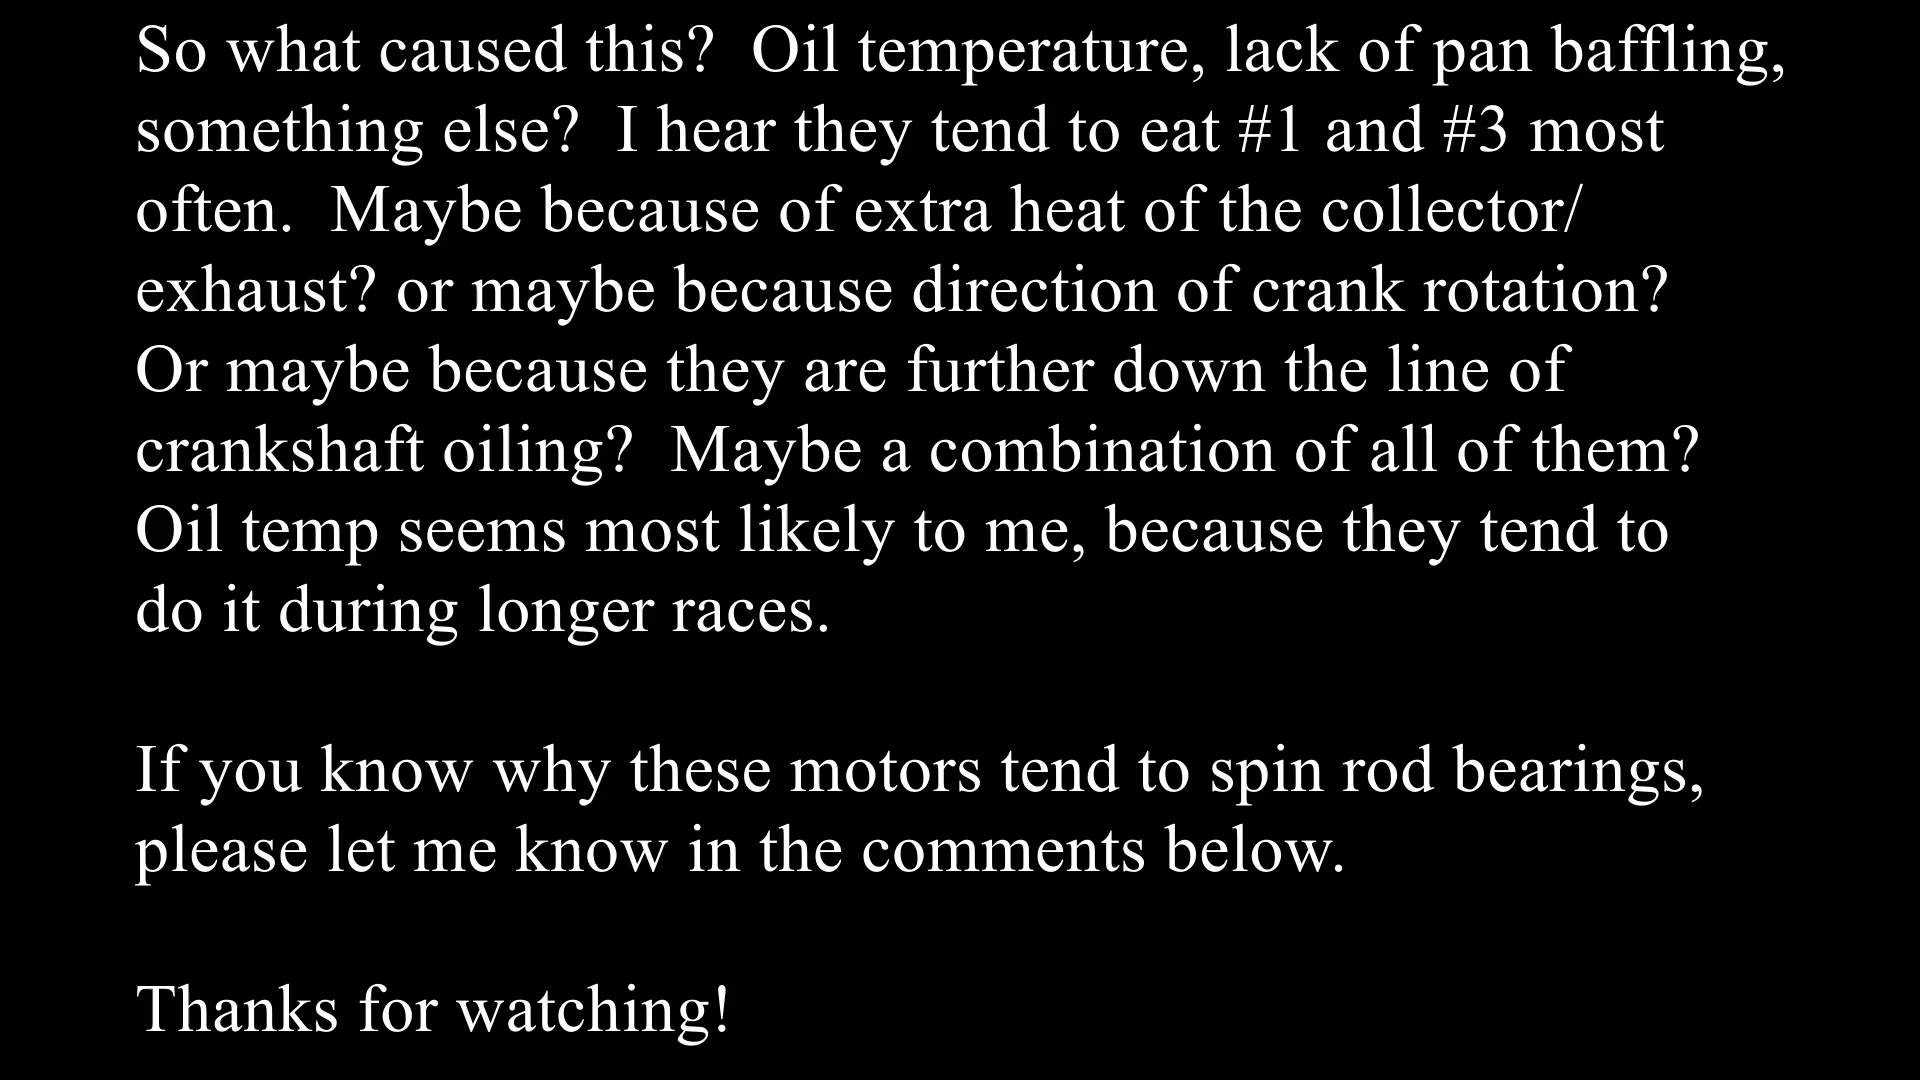 So what caused this?  Oil temperature, lack of pan baffling,
something else?  I hear they tend to eat #1 and #3 most
often.  Maybe because of extra heat of the collector/
exhaust? or maybe because direction of crank rotation?
Or maybe because they are further down the line of
crankshaft oiling?  Maybe a combination of all of them?
Oil temp seems most likely to me, because they tend to
do it during longer races.
If you know why these motors tend to spin rod bearings,
please let me know in the comments below.
Thanks for watching!